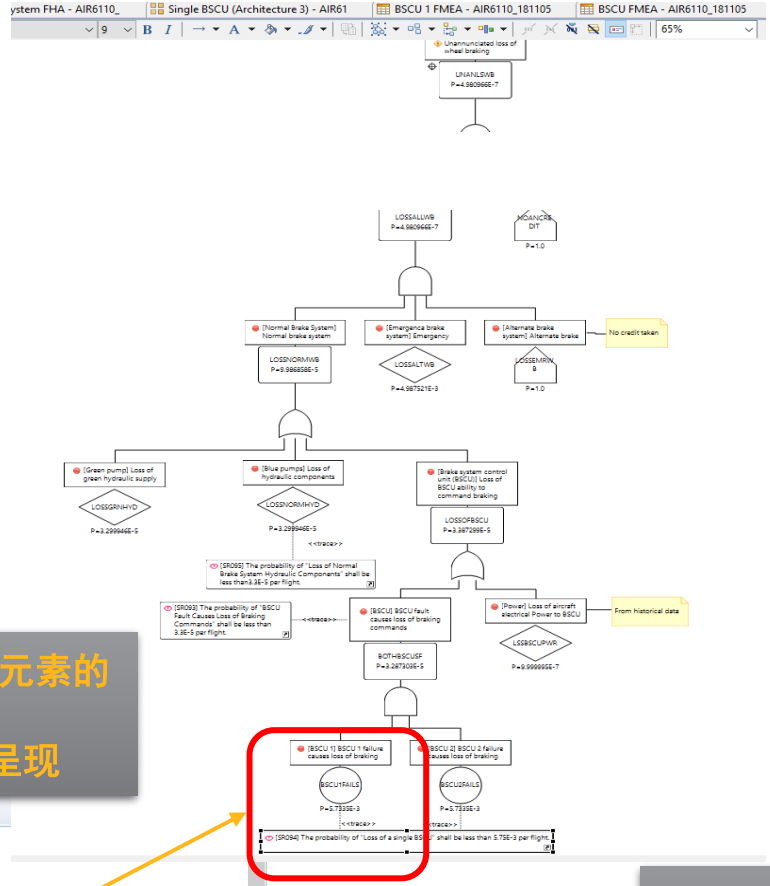 ystem FHA - AIR6110_
Single BSCU (Architecture 3) - AIR61
BSCU 1 FMEA - AIR6110_181105
BSCU FMEA - AIR6110_181105
9
B
I
A
65%
Unannunciated loss of
wheel braking
UNANLSWB
P=4.980966E-7
LOSSALLWB
P=4.980966E-7
NOANCRE
DIT
P=1.0
[Normal Brake System]
Normal brake system
[Emergenca brake
system] Emergency
[Alternate brake
system] Alternate brake
No credit taken
LOSSNORMWB
P=9.986858E-5
LOSSALTWB
P=4.987521E-3
LOSSEMRW
B
P=1.0
[Green pump] Loss of
green hydraulic supply
[Blue pumps] Loss of
hydraulic components
[Brake system control
unit (BSCU)] Loss of
BSCU ability to
command braking
LOSSGRNHYD
P=3.299946E-5
LOSSNORMHYD
P=3.299946E-5
LOSSOFBSCU
P=3.387299E-5
<<trace>>
[SR095] The probability of "Loss of Normal
Brake System Hydraulic Components" shall be
less than3.3E-5 per flight.
[SR093] The probability of "BSCU
Fault Causes Loss of Braking
Commands" shall be less than
3.3E-5 per flight.
<<trace>>
[BSCU] BSCU fault
causes loss of braking
commands
[Power] Loss of aircraft
electrical Power to BSCU
From historical data
BOTHBSCUSF
P=3.287303E-5
LSSBSCUPWR
P=9.999995E-7
元素的
呈现
[BSCU 1] BSCU 1 failure
causes loss of braking
[BSCU 2] BSCU 2 failure
causes loss of braking
BSCU1FAILS
P=5.7335E-3
BSCU2FAILS
P=5.7335E-3
<<trace>>
<<trace>>
[SR094] The probability of "Loss of a single BSCU" shall be less than 5.75E-3 per flight.